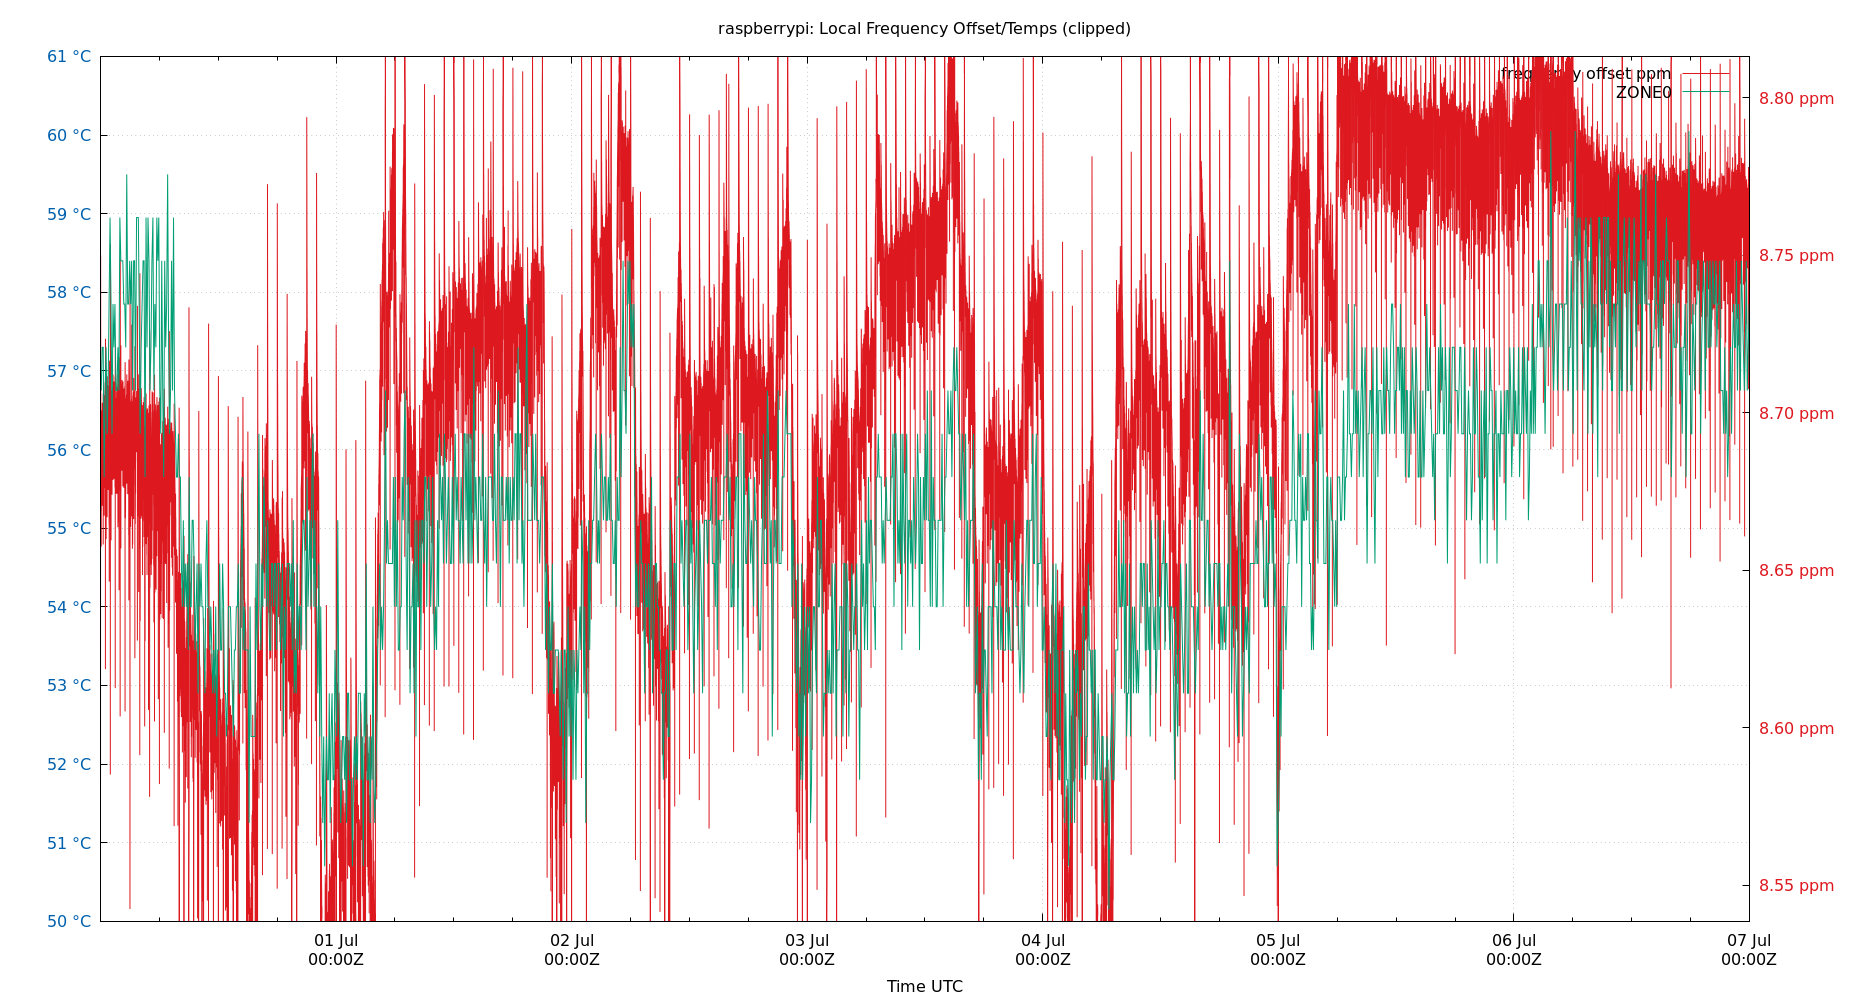 raspberrypi: Local Frequency Offset/Temps (clipped)
61 °C
60 °C
59 °C
58 °C
57 °C
56 °C
55 °C
54 °C
53 °C
52 °C
51 °C
50 °C
frequency offset ppm
ZONE0
8.80 ppm
8.75 ppm
8.70 ppm
8.65 ppm
8.60 ppm
8.55 ppm
01 Jul 02 Jul 03 Jul 04 Jul 05 Jul 06 Jul 07 Jul
00:00Z 00:00Z 00:00Z 00:00Z 00:00Z 00:00Z 00:00Z
Time UTC